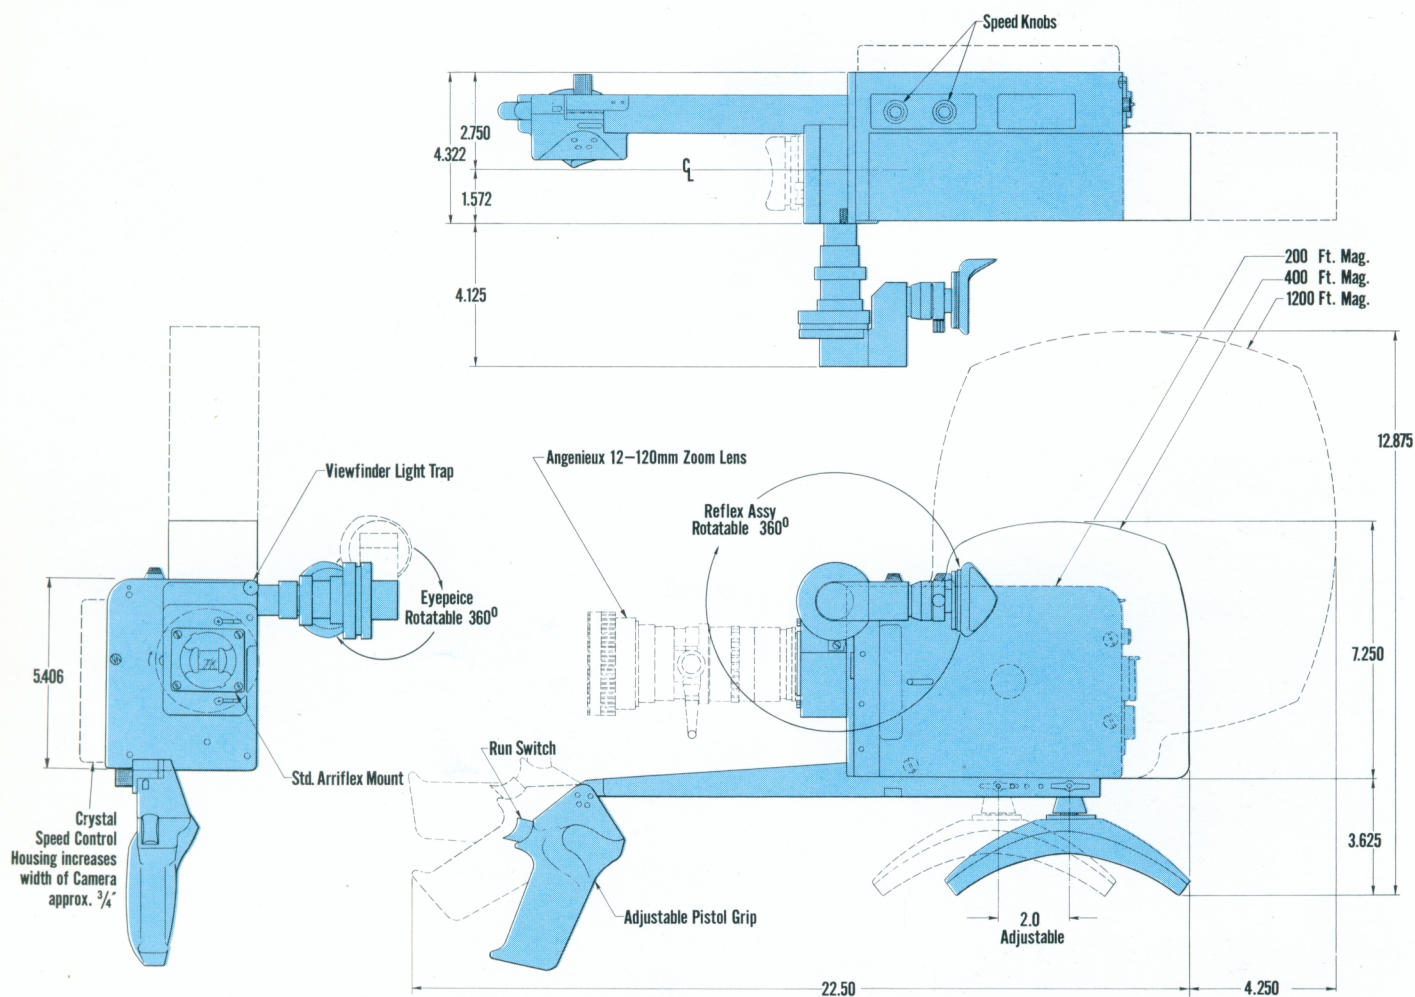 Speed Knobs
2.750
4.322
1.572
CL
4.125
200 Ft. Mag.
400 Ft. Mag.
1200 Ft. Mag.
12.875
Viewfinder Light Trap
Angenieux 12–120mm Zoom Lens
Reflex Assy
Rotatable 360⁰
Eyepeice
Rotatable 360⁰
5.406
7.250
Run Switch
Std. Arriflex Mount
Crystal
Speed Control
Housing increases
width of Camera
approx. ¾″
3.625
Adjustable Pistol Grip
2.0
Adjustable
22.50
4.250